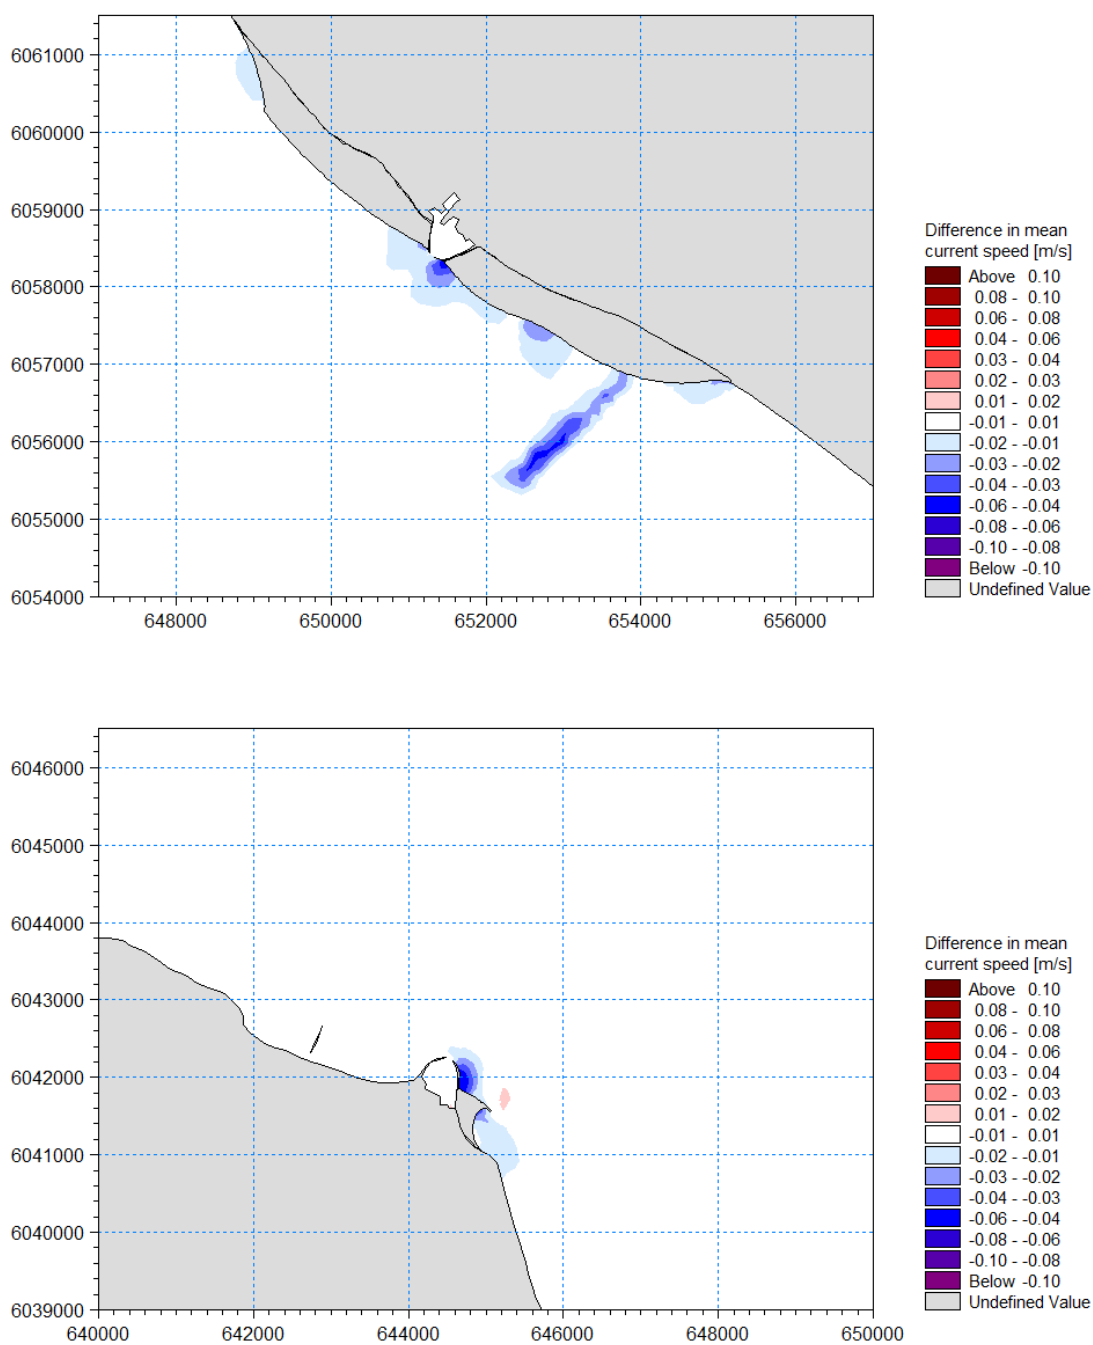 6061000
6060000
6059000
6058000
6057000
6056000
6055000
6054000
648000 650000 652000 654000 656000
Difference in mean
current speed [m/s]
Above 0.10
0.08 - 0.10
0.06 - 0.08
0.04 - 0.06
0.03 - 0.04
0.02 - 0.03
0.01 - 0.02
-0.01 - 0.01
-0.02 - -0.01
-0.03 - -0.02
-0.04 - -0.03
-0.06 - -0.04
-0.08 - -0.06
-0.10 - -0.08
Below -0.10
Undefined Value
6046000
6045000
6044000
6043000
6042000
6041000
6040000
6039000
640000 642000 644000 646000 648000 650000
Difference in mean
current speed [m/s]
Above 0.10
0.08 - 0.10
0.06 - 0.08
0.04 - 0.06
0.03 - 0.04
0.02 - 0.03
0.01 - 0.02
-0.01 - 0.01
-0.02 - -0.01
-0.03 - -0.02
-0.04 - -0.03
-0.06 - -0.04
-0.08 - -0.06
-0.10 - -0.08
Below -0.10
Undefined Value